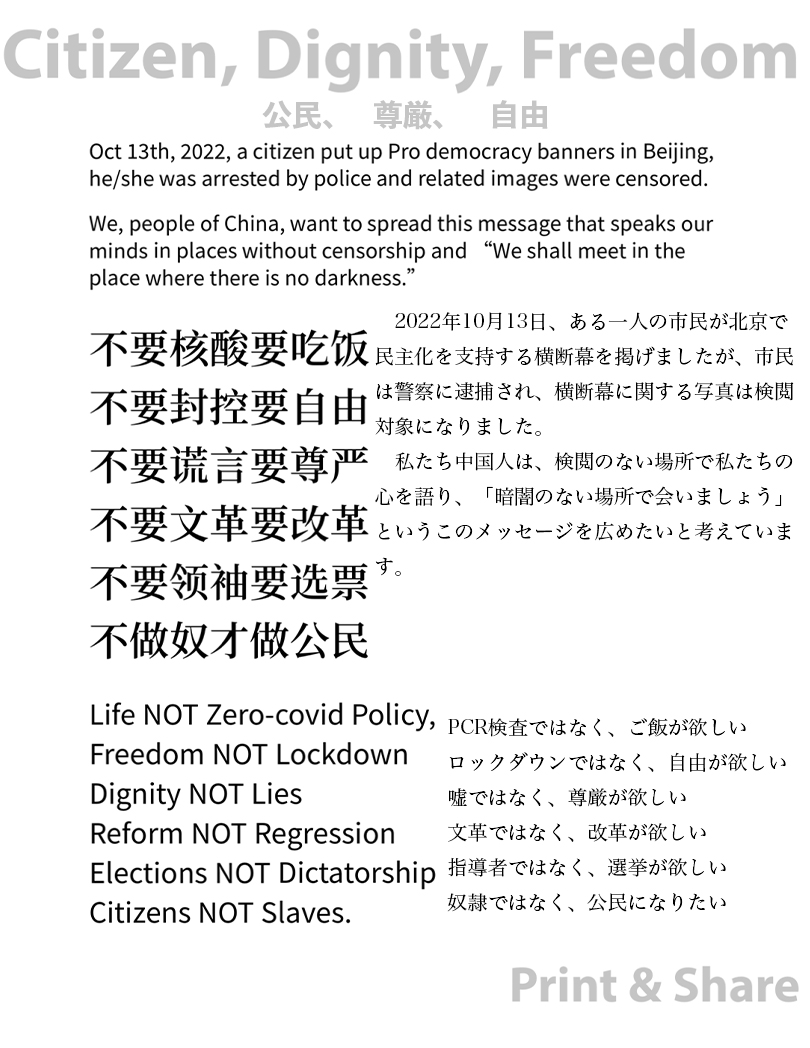 Citizen, Dignity, Freedom
公民、 尊厳、 自由
Oct 13th, 2022, a citizen put up Pro democracy banners in Beijing,
he/she was arrested by police and related images were censored.
We, people of China, want to spread this message that speaks our
minds in places without censorship and “We shall meet in the
place where there is no darkness.”
不要核酸要吃饭
不要封控要自由
不要谎言要尊严
不要文革要改革
不要领袖要选票
不做奴才做公民
2022年10月13日、ある一人の市民が北京で
民主化を支持する横断幕を掲げましたが、市民
は警察に逮捕され、横断幕に関する写真は検閲
対象になりました。
私たち中国人は、検閲のない場所で私たちの
心を語り、「暗闇のない場所で会いましょう」
というこのメッセージを広めたいと考えていま
す。
Life NOT Zero-covid Policy,
Freedom NOT Lockdown
Dignity NOT Lies
Reform NOT Regression
Elections NOT Dictatorship
Citizens NOT Slaves.
PCR検査ではなく、ご飯が欲しい
ロックダウンではなく、自由が欲しい
嘘ではなく、尊厳が欲しい
文革ではなく、改革が欲しい
指導者ではなく、選挙が欲しい
奴隷ではなく、公民になりたい
Print & Share